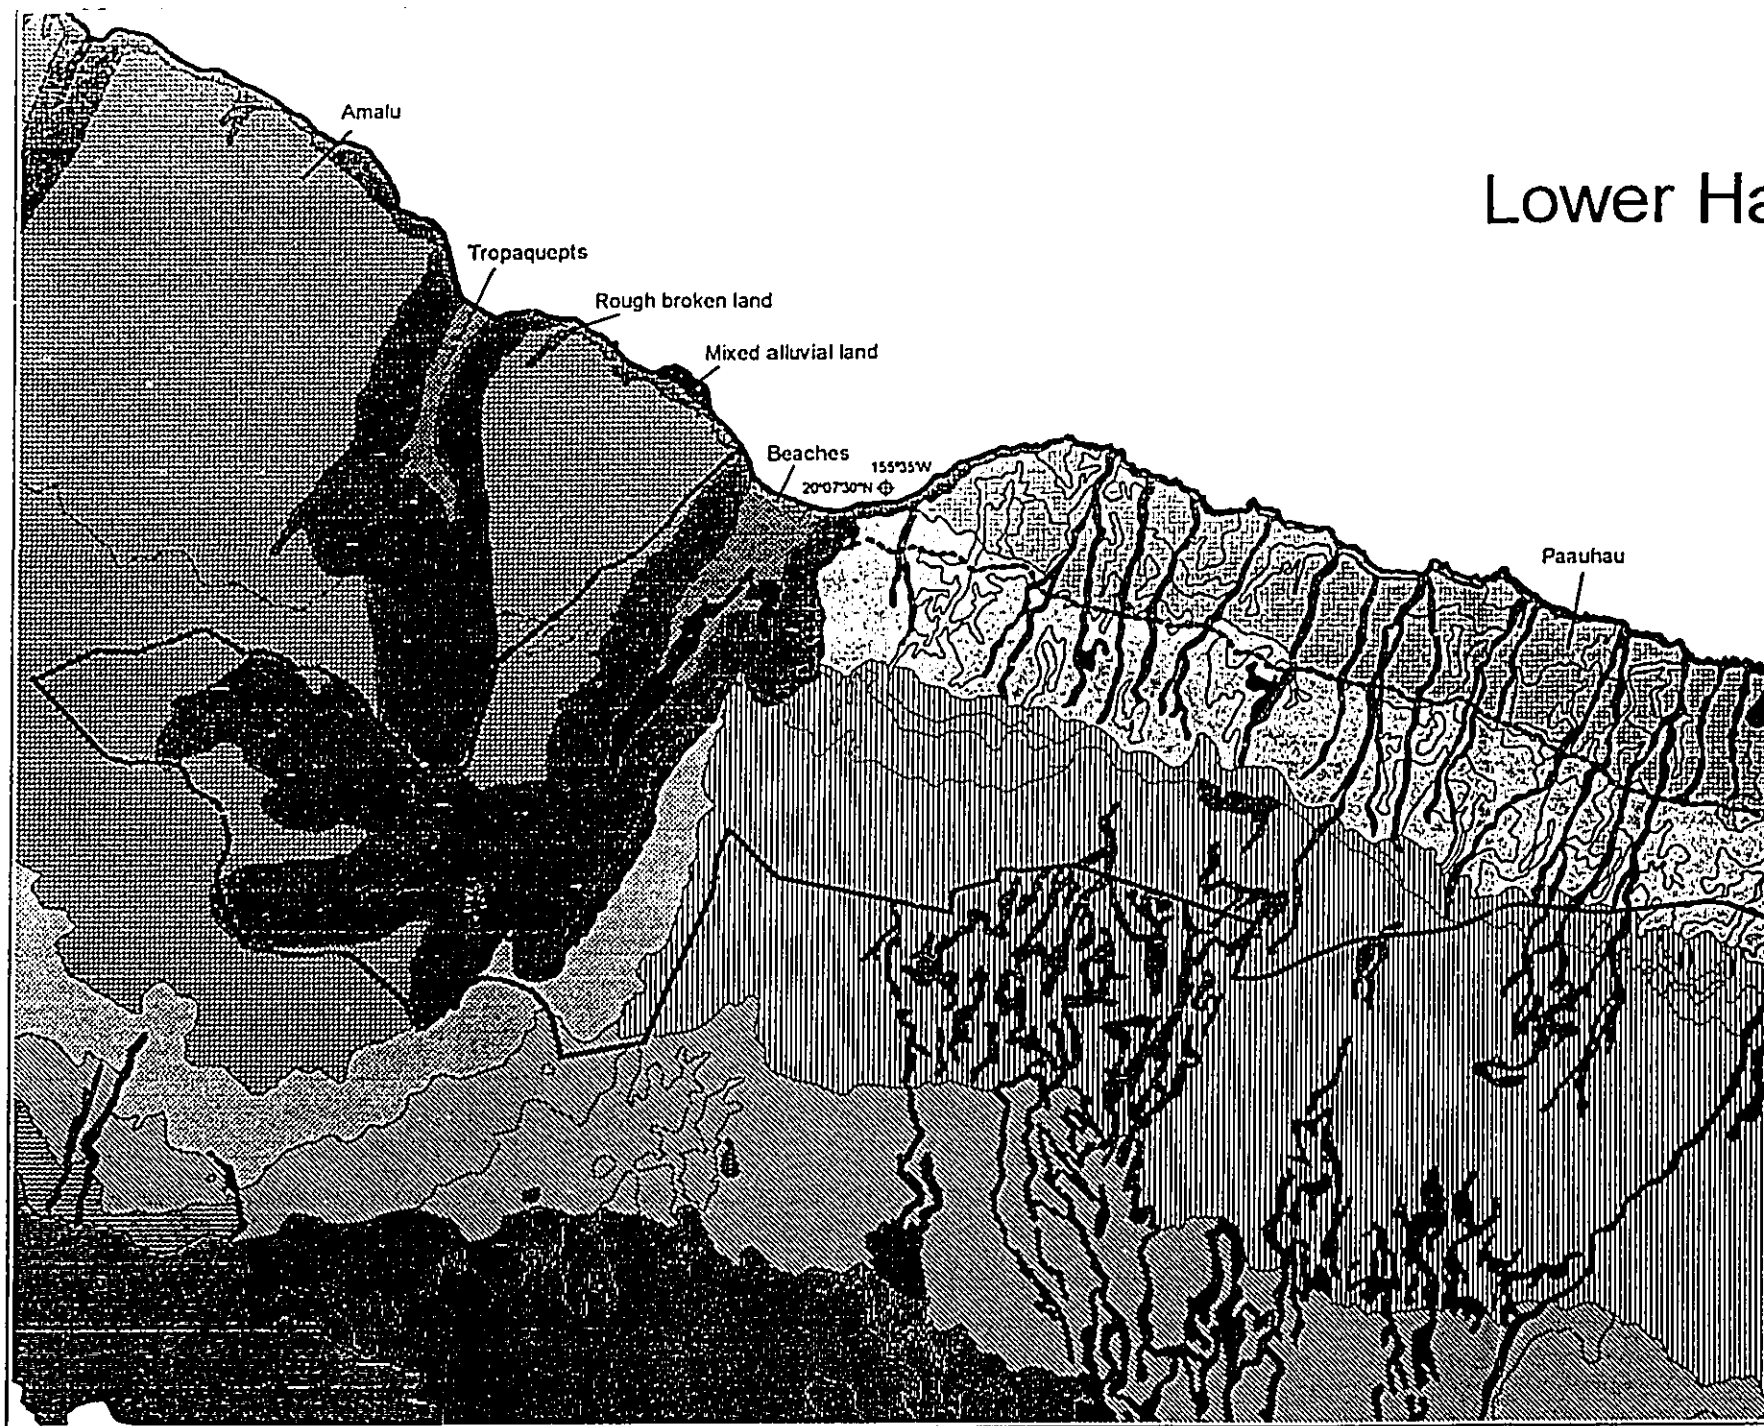 Amalu
Lower Ha
Tropaquepts
Rough broken land
Mixed alluvial land
Beaches
155°35'W
20°07'30"N
Paauhau